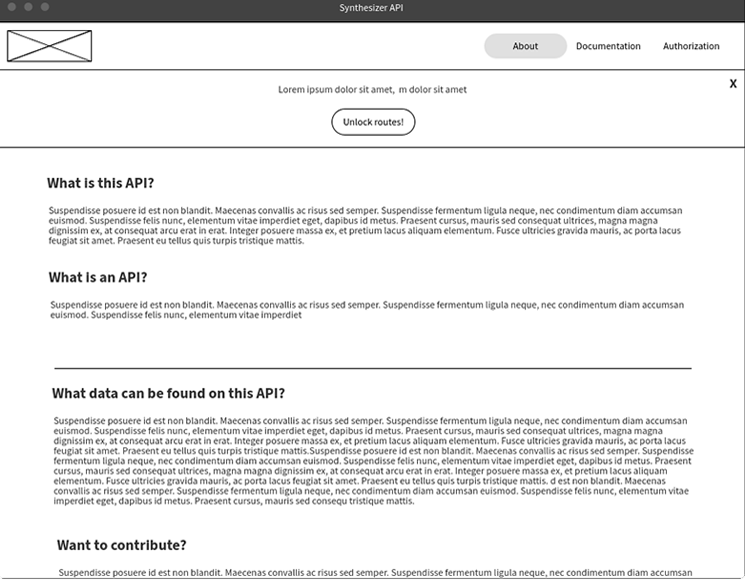 Synthesizer API
About Documentation Authorization
Lorem ipsum dolor sit amet, m dolor sit amet
X
Unlock routes!
What is this API?
Suspendisse posuere id est non blandit. Maecenas convallis ac risus sed semper. Suspendisse fermentum ligula neque, nec condimentum diam accumsan
euismod. Suspendisse felis nunc, elementum vitae imperdiet eget, dapibus id metus. Praesent cursus, mauris sed consequat ultrices, magna magna
dignissim ex, at consequat arcu erat in erat. Integer posuere massa ex, et pretium lacus aliquam elementum. Fusce ultricies gravida mauris, ac porta lacus
feugiat sit amet. Praesent eu tellus quis turpis tristique mattis.
What is an API?
Suspendisse posuere id est non blandit. Maecenas convallis ac risus sed semper. Suspendisse fermentum ligula neque, nec condimentum diam accumsan
euismod. Suspendisse felis nunc, elementum vitae imperdiet
What data can be found on this API?
Suspendisse posuere id est non blandit. Maecenas convallis ac risus sed semper. Suspendisse fermentum ligula neque, nec condimentum diam accumsan
euismod. Suspendisse felis nunc, elementum vitae imperdiet eget, dapibus id metus. Praesent cursus, mauris sed consequat ultrices, magna magna
dignissim ex, at consequat arcu erat in erat. Integer posuere massa ex, et pretium lacus aliquam elementum. Fusce ultricies gravida mauris, ac porta lacus
feugiat sit amet. Praesent eu tellus quis turpis tristique mattis.Suspendisse posuere id est non blandit. Maecenas convallis ac risus sed semper. Suspendisse
fermentum ligula neque, nec condimentum diam accumsan euismod. Suspendisse felis nunc, elementum vitae imperdiet eget, dapibus id metus. Praesent
cursus, mauris sed consequat ultrices, magna magna dignissim ex, at consequat arcu erat in erat. Integer posuere massa ex, et pretium lacus aliquam
elementum. Fusce ultricies gravida mauris, ac porta lacus feugiat sit amet. Praesent eu tellus quis turpis tristique mattis. d est non blandit. Maecenas
convallis ac risus sed semper. Suspendisse fermentum ligula neque, nec condimentum diam accumsan euismod. Suspendisse felis nunc, elementum vitae
imperdiet eget, dapibus id metus. Praesent cursus, mauris sed consequ tristique mattis.
Want to contribute?
Suspendisse posuere id est non blandit. Maecenas convallis ac risus sed semper. Suspendisse fermentum ligula neque, nec condimentum diam accumsan